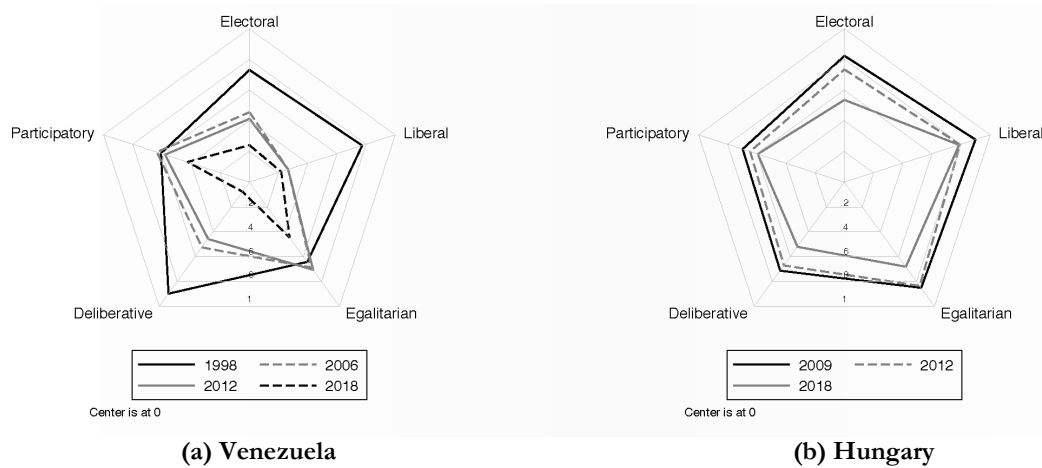 Electoral
Participatory
Liberal
.2
.4
.6
.8
1
Deliberative
Egalitarian
1998
2006
2012
2018
Center is at 0
(a) Venezuela
Electoral
Participatory
Liberal
.2
.4
.6
.8
1
Deliberative
Egalitarian
2009
2012
2018
Center is at 0
(b) Hungary